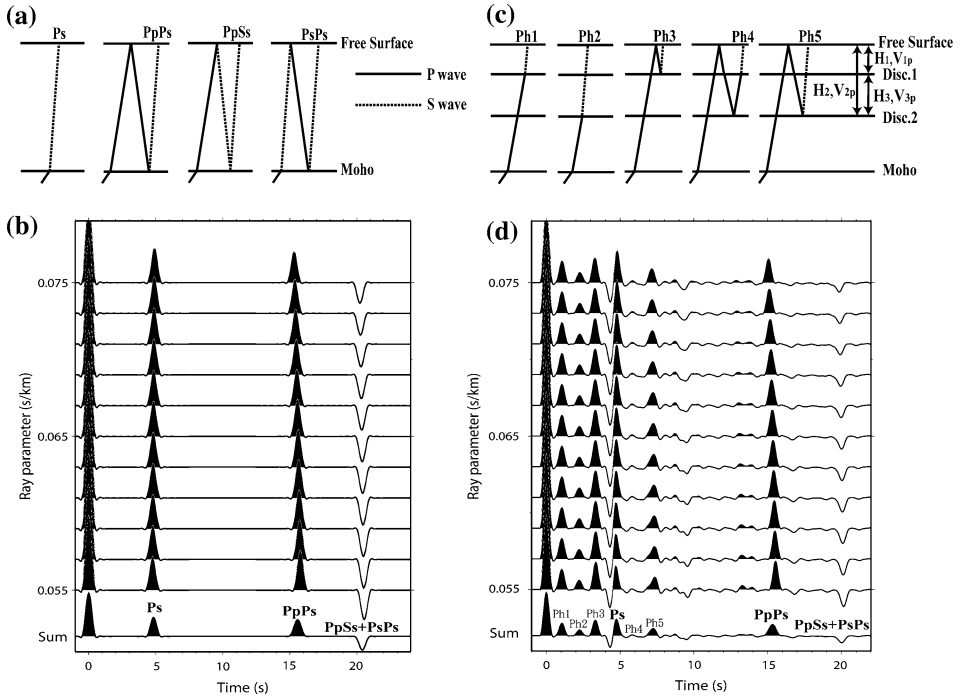 (a)
Ps PpPs PpSs PsPs
Free Surface
P wave
S wave
Moho
(c)
Free Surface
Ph1 Ph2 Ph3 Ph4 Ph5
H1,V1p
Disc.1
H2,V2p H3,V3p
Disc.2
Moho
(b)
0.075
0.065
0.055
Sum
Ray parameter (s/km)
Ps PpPs PpSs+PsPs
0 5 10 15 20
Time (s)
(d)
0.075
0.065
0.055
Sum
Ray parameter (s/km)
Ph1 Ph2 Ph3 Ps Ph4 Ph5 PpPs PpSs+PsPs
0 5 10 15 20
Time (s)